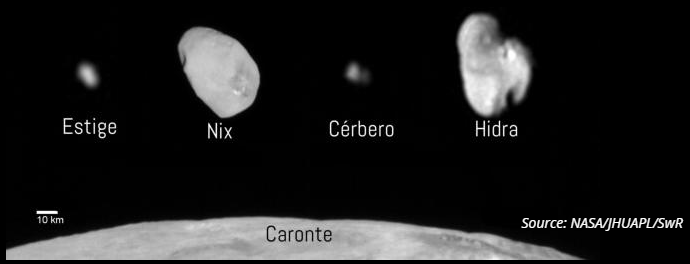 Estige
Nix
Cérbero
Hidra
10 km
Source: NASA/JHUAPL/SwR
Caronte